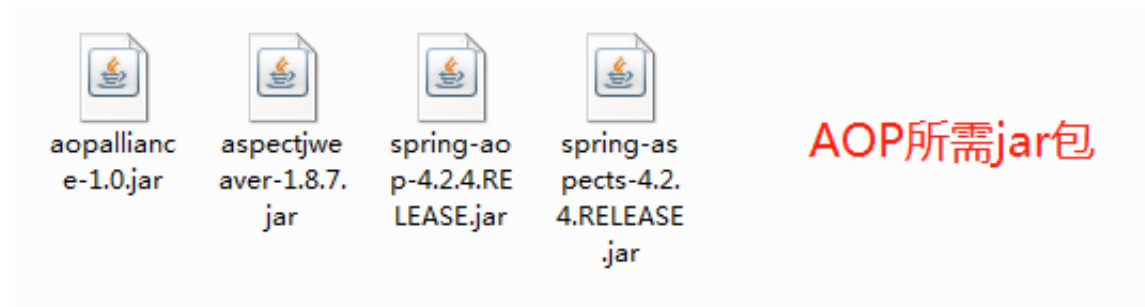 aopallianc
e-1.0.jar
aspectjwe
aver-1.8.7.
jar
spring-ao
p-4.2.4.RE
LEASE.jar
spring-as
pects-4.2.
4.RELEASE
.jar
AOP所需jar包